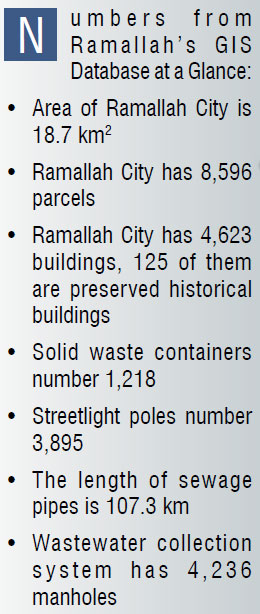 Numbers from
Ramallah's GIS
Database at a Glance:
• Area of Ramallah City is
18.7 km²
• Ramallah City has 8,596
parcels
• Ramallah City has 4,623
buildings, 125 of them
are preserved historical
buildings
• Solid waste containers
number 1,218
• Streetlight poles number
3,895
• The length of sewage
pipes is 107.3 km
• Wastewater collection
system has 4,236
manholes